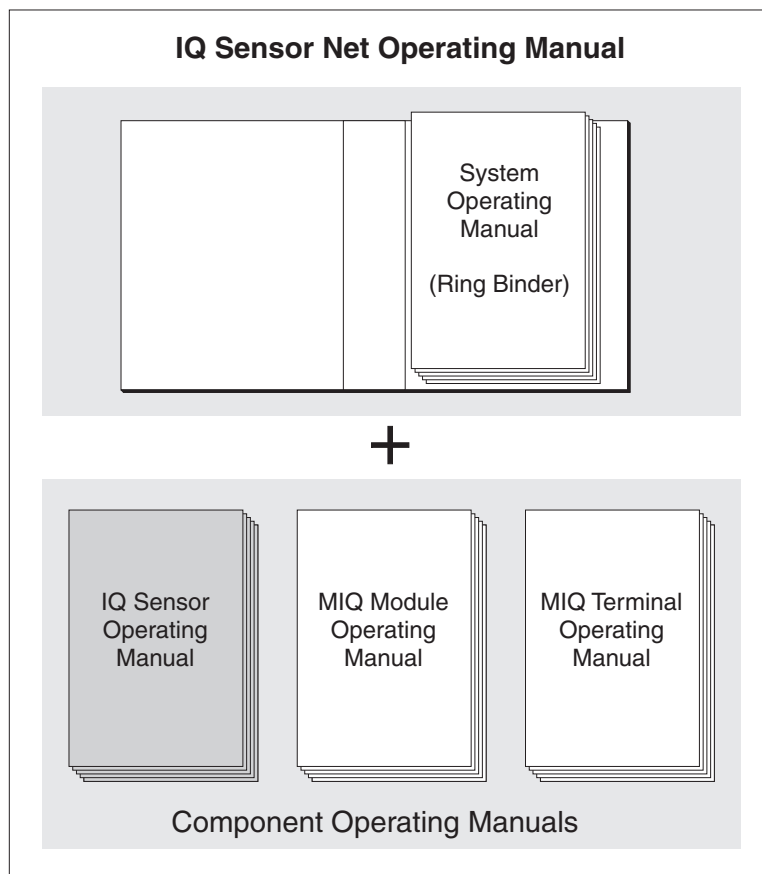 IQ Sensor Net Operating Manual
System
Operating
Manual
(Ring Binder)
+
IQ Sensor
Operating
Manual
MIQ Module
Operating
Manual
MIQ Terminal
Operating
Manual
Component Operating Manuals